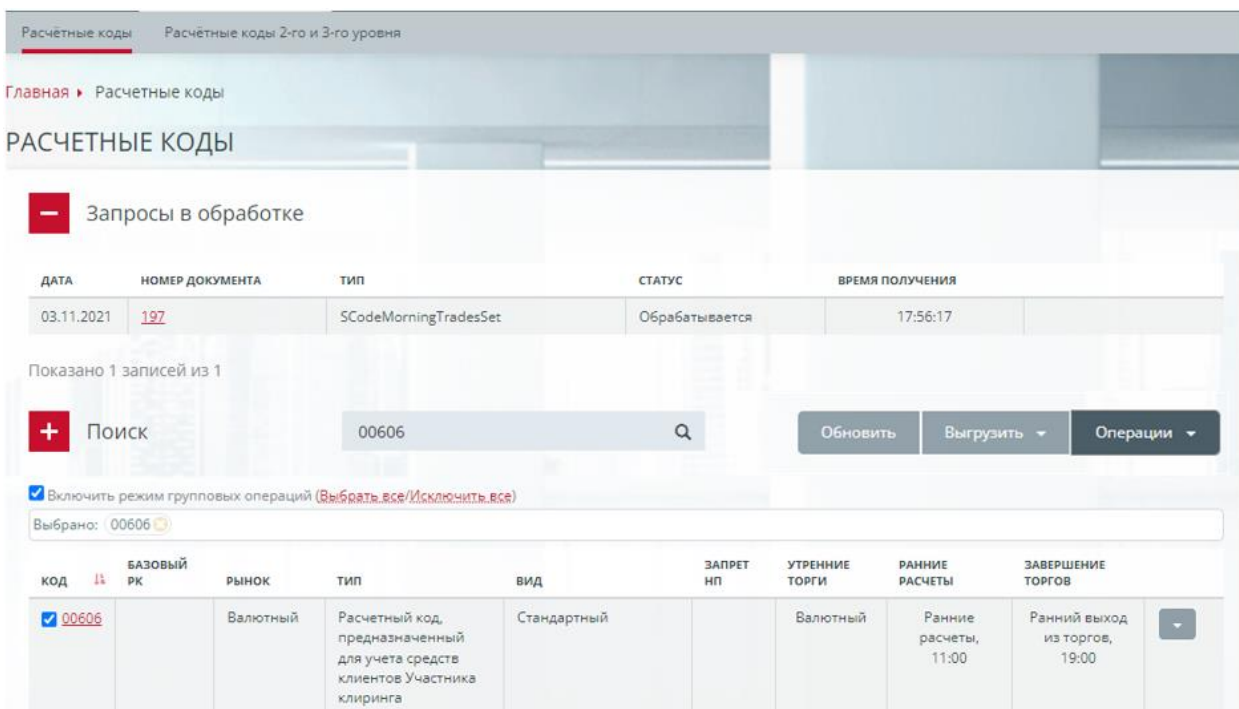 Расчётные коды Расчётные коды 2-го и 3-го уровня
Главная Расчетные коды
РАСЧЕТНЫЕ КОДЫ
Запросы в обработке
ДАТА НОМЕР ДОКУМЕНТА ТИП СТАТУС ВРЕМЯ ПОЛУЧЕНИЯ
03.11.2021 197 SCodeMorningTradesSet Обрабатывается 17:56:17
Показано 1 записей из 1
Поиск 00606 Обновить Выгрузить Операции
Включить режим групповых операций (Выбрать все/Исключить все)
Выбрано: 00606
КОД БАЗОВЫЙ РК РЫНОК ТИП ВИД ЗАПРЕТ НП УТРЕННИЕ ТОРГИ РАННИЕ РАСЧЕТЫ ЗАВЕРШЕНИЕ ТОРГОВ
00606 Валютный Расчетный код, Стандартный Валютный Ранние Ранний выход
предназначенный расчеты, из торгов,
для учета средств 11:00 19:00
клиентов Участника
клиринга